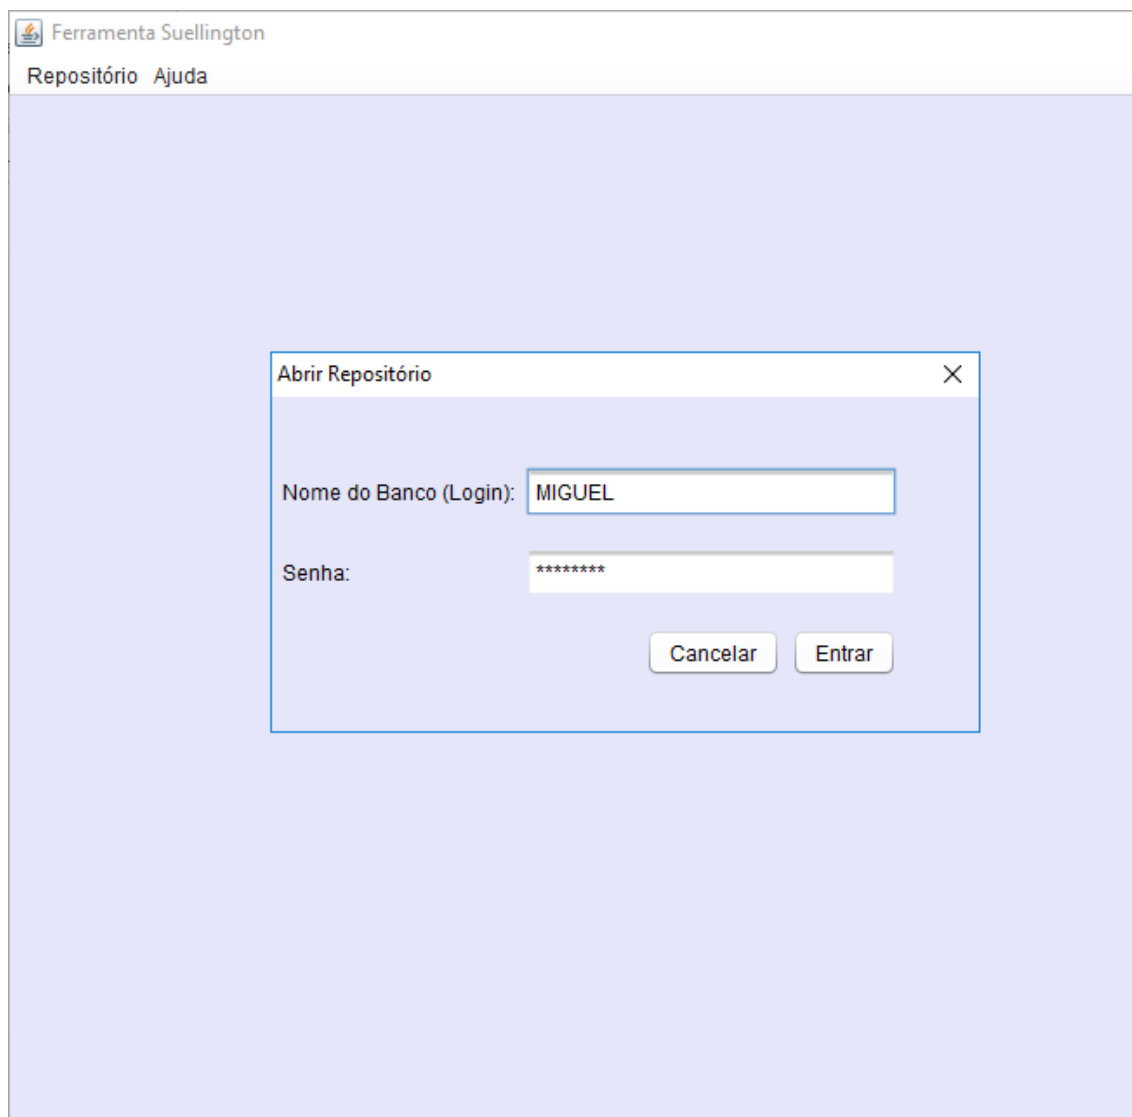 Ferramenta Suellington
Repositório Ajuda
Abrir Repositório
Nome do Banco (Login): MIGUEL
Senha: ********
Cancelar Entrar